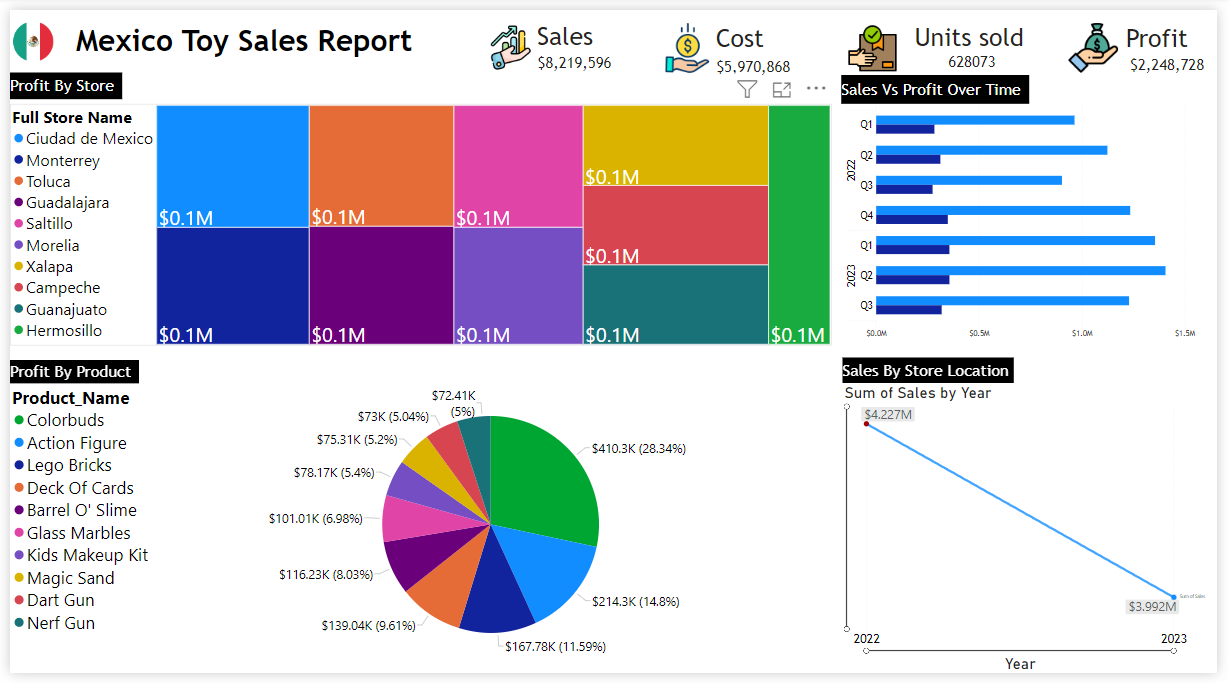 Mexico Toy Sales Report
Sales
$8,219,596
Cost
$5,970,868
Units sold
628073
Profit
$2,248,728
Profit By Store
Full Store Name
Ciudad de Mexico
Monterrey
Toluca
Guadalajara
Saltillo
Morelia
Xalapa
Campeche
Guanajuato
Hermosillo
$0.1M
$0.1M
$0.1M
$0.1M
$0.1M
$0.1M
$0.1M
$0.1M
$0.1M
$0.1M
Sales Vs Profit Over Time
2022
Q1
Q2
Q3
Q4
2023
Q1
Q2
Q3
$0.0M $0.5M $1.0M $1.5M
Profit By Product
Product_Name
Colorbuds
Action Figure
Lego Bricks
Deck Of Cards
Barrel O' Slime
Glass Marbles
Kids Makeup Kit
Magic Sand
Dart Gun
Nerf Gun
$410.3K (28.34%)
$214.3K (14.8%)
$167.78K (11.59%)
$139.04K (9.61%)
$116.23K (8.03%)
$101.01K (6.98%)
$78.17K (5.4%)
$75.31K (5.2%)
$73K (5.04%)
$72.41K
(5%)
Sales By Store Location
Sum of Sales by Year
$4.227M
$3.992M
Sum of Sales
2022 2023
Year